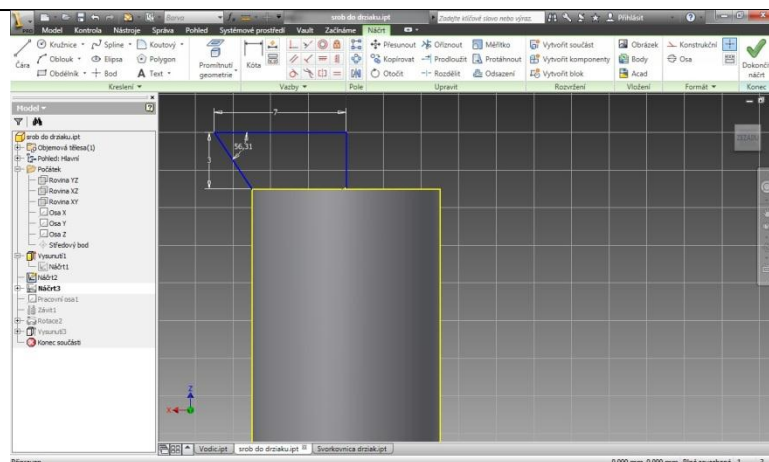 Barva
srob do drziaku.ipt
Zadejte klíčové slovo nebo výraz
Přihlásit
PRO
Model Kontrola Nástroje Správa Pohled Systémové prostředí Vault Začínáme Náčrt
Čára
Kružnice Spline Koutový
Oblouk Elipsa Polygon
Obdélník Bod Text
Promítnutí geometrie
Kóta
Přesunout Oříznout Měřítko
Kopírovat Prodloužit Protáhnout
Otočit Rozdělit Odsazení
Vytvořit součást
Vytvořit komponenty
Vytvořit blok
Obrázek
Body
Acad
Konstrukční
Osa
Dokončit náčrt
Kreslení Vazby Pole Upravit Rozvržení Vložení Formát Konec
Model
srob do drziaku.ipt
Objemová tělesa(1)
Pohled: Hlavní
Počátek
Rovina YZ
Rovina XZ
Rovina XY
Osa X
Osa Y
Osa Z
Středový bod
Vysunutí1
Náčrt1
Náčrt2
Náčrt3
Pracovní osa1
Závit1
Rotace2
Vysunutí3
Konec součásti
7
3
56,31
Z
X
Vodic.ipt srob do drziaku.ipt Svorkovnica drziak.ipt